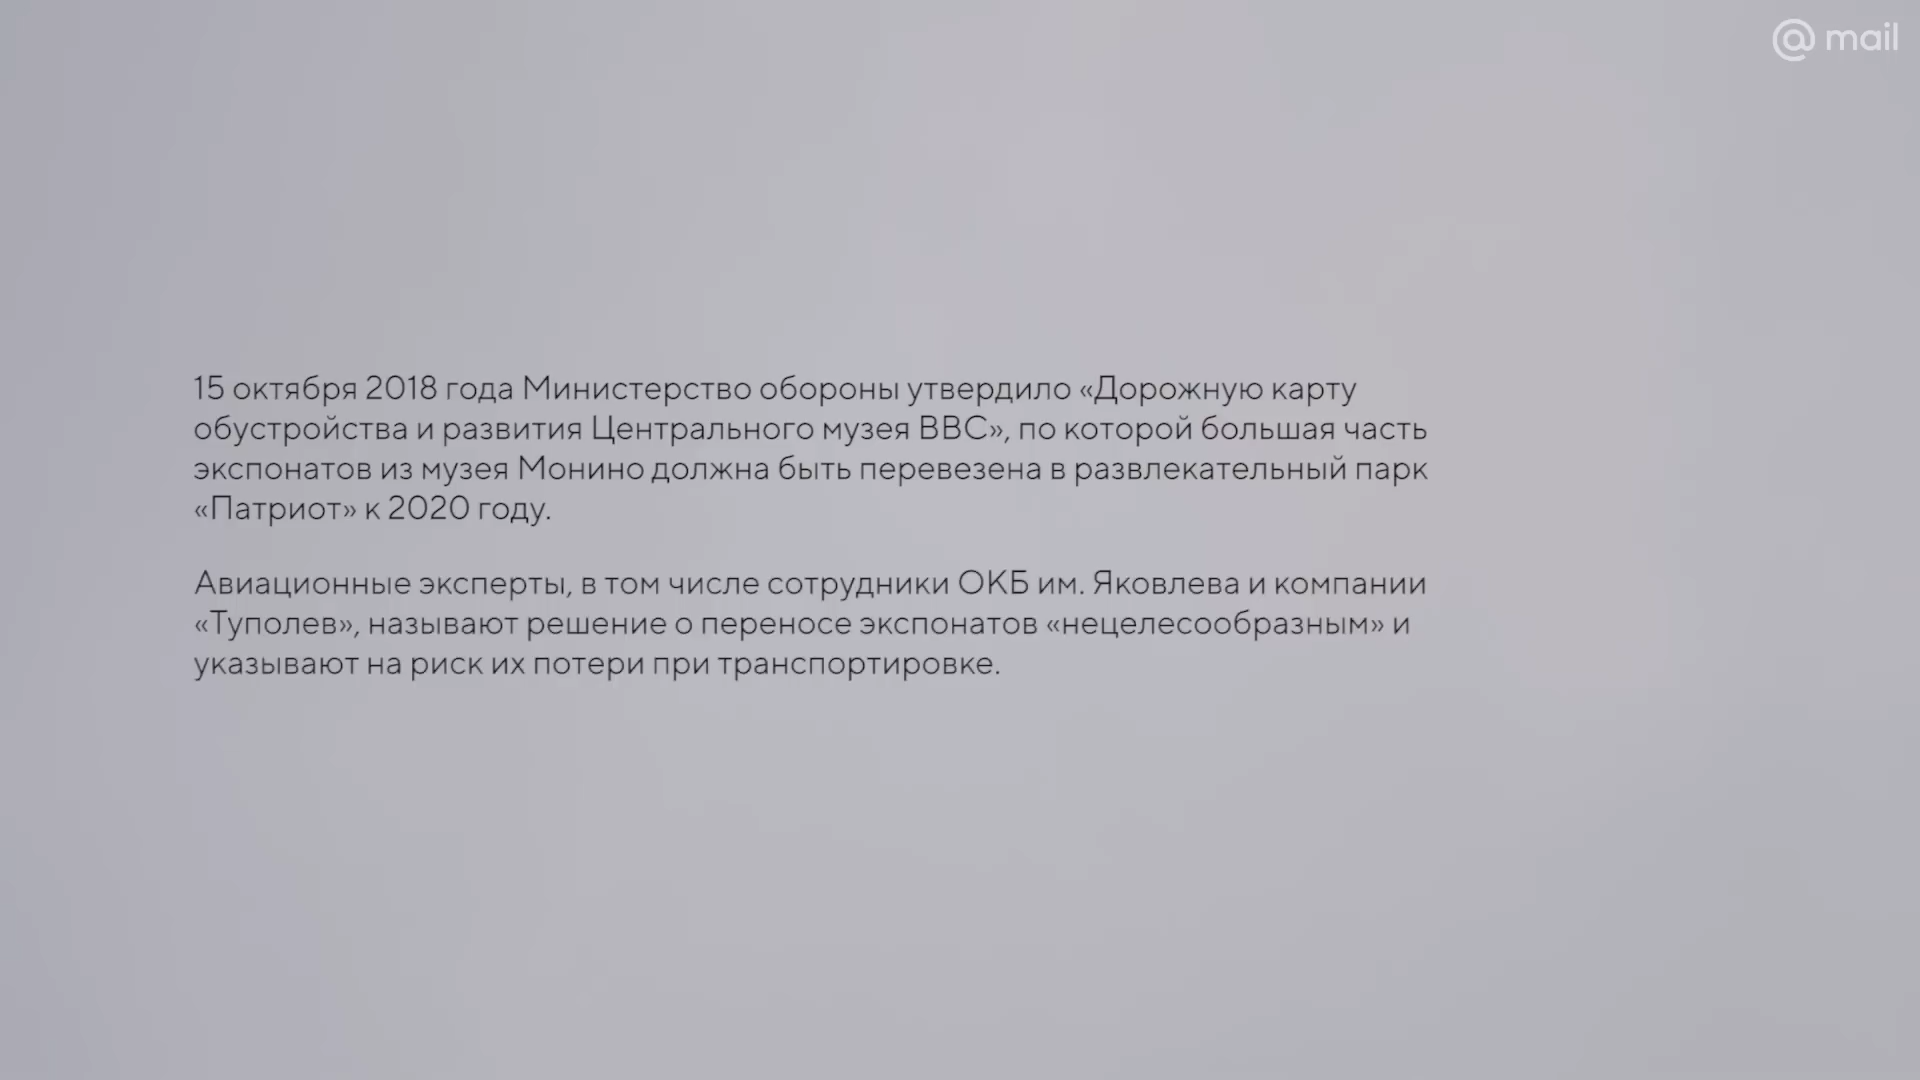 @ mail
15 октября 2018 года Министерство обороны утвердило «Дорожную карту
обустройства и развития Центрального музея ВВС», по которой большая часть
экспонатов из музея Монино должна быть перевезена в развлекательный парк
«Патриот» к 2020 году.
Авиационные эксперты, в том числе сотрудники ОКБ им. Яковлева и компании
«Туполев», называют решение о переносе экспонатов «нецелесообразным» и
указывают на риск их потери при транспортировке.